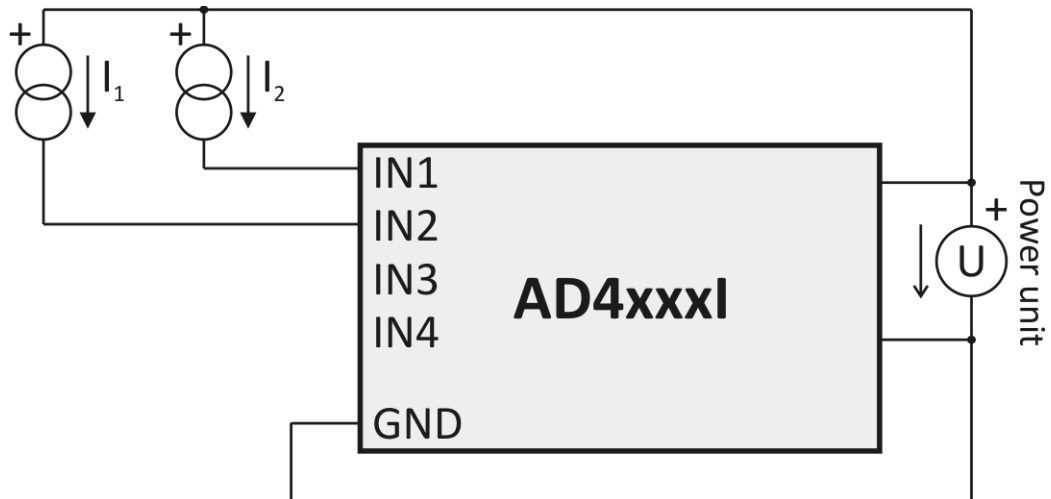 +
I1
+
I2
IN1
IN2
IN3
IN4
GND
AD4xxxI
+
U
Power unit